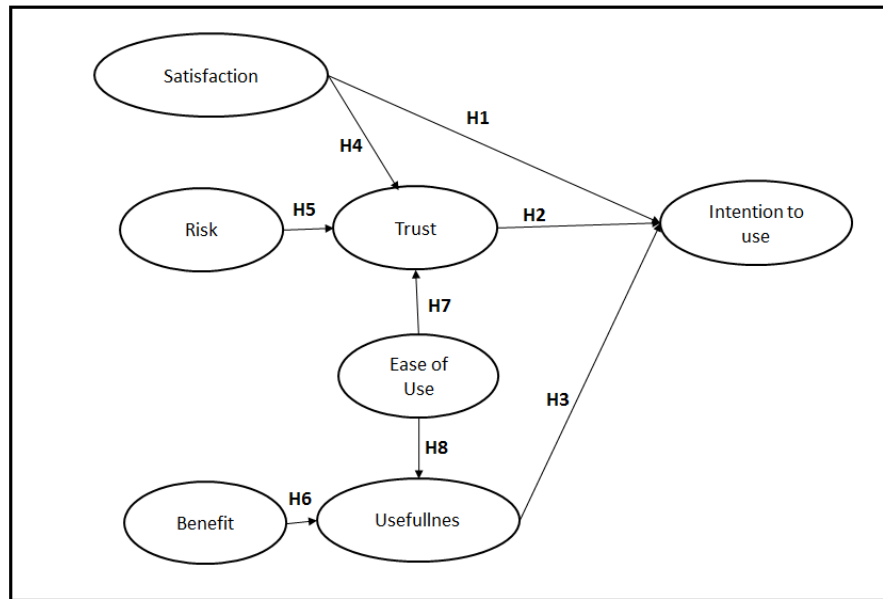 Satisfaction
H1
H4
Risk
H5
Trust
H2
Intention to
use
H7
Ease of
Use
H3
H8
Benefit
H6
Usefullnes